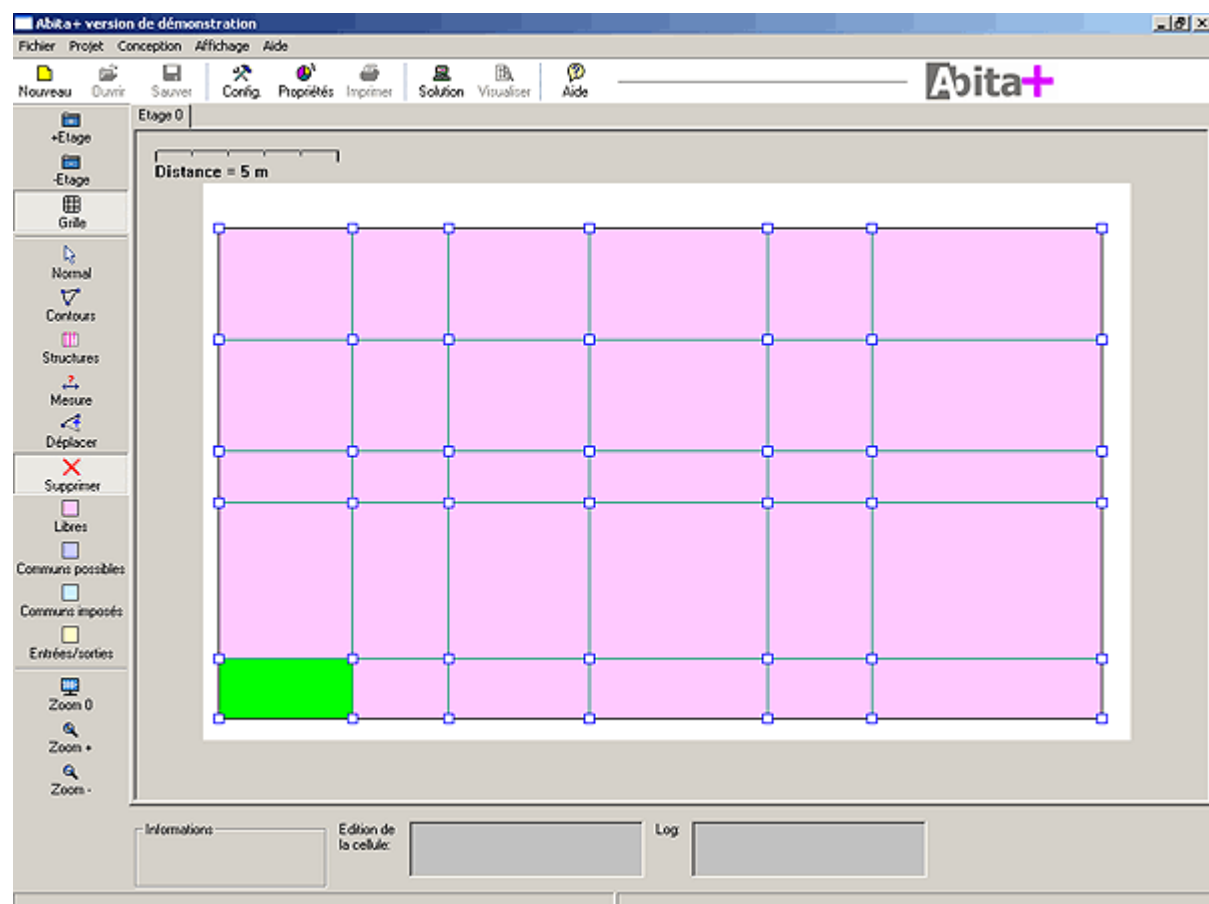 Abita+ version de démonstration
Fichier Projet Conception Affichage Aide
Nouveau Ouvrir Sauver Config. Propriétés Imprimer Solution Visualiser Aide
Abita+
+Etage
-Etage
Grille
Normal
Contours
Structures
Mesure
Déplacer
Supprimer
Libres
Communs possibles
Communs imposés
Entrées/sorties
Zoom 0
Zoom +
Zoom -
Etage 0
Distance = 5 m
Informations
Edition de
la cellule:
Log: